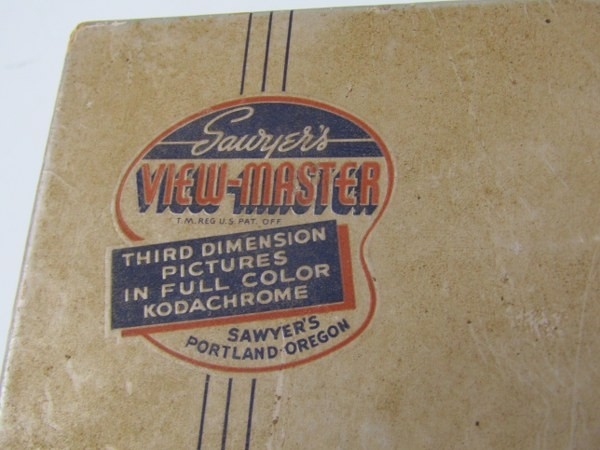 Sawyer's
VIEW-MASTER
T.M. REG U.S. PAT. OFF.
THIRD DIMENSION
PICTURES
IN FULL COLOR
KODACHROME
SAWYER'S
PORTLAND·OREGON